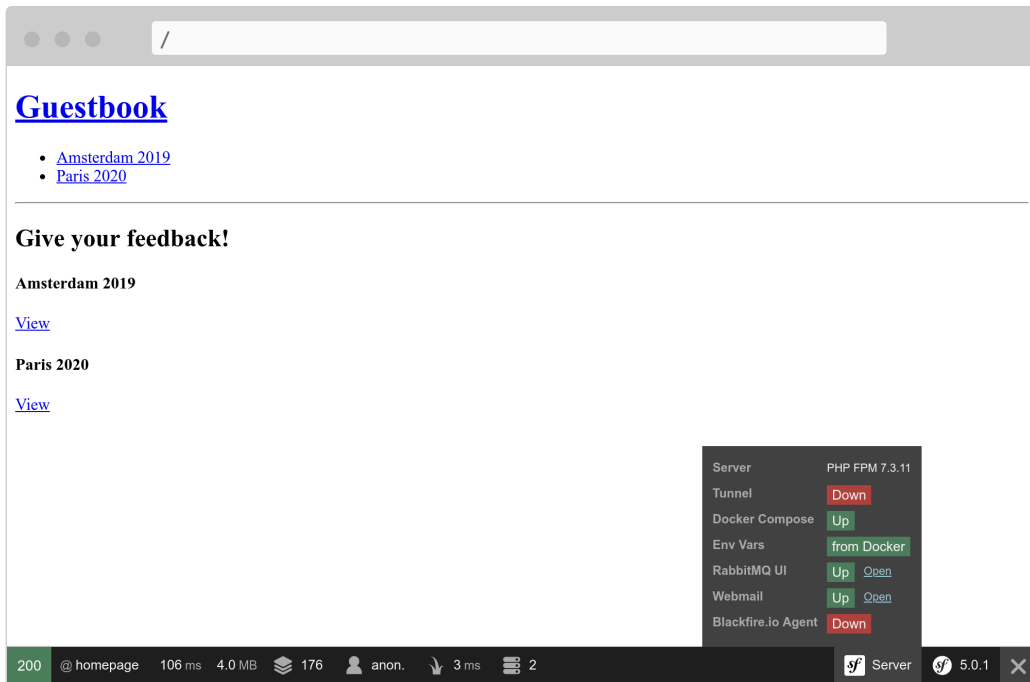 /
Guestbook
Amsterdam 2019
Paris 2020
Give your feedback!
Amsterdam 2019
View
Paris 2020
View
Server PHP FPM 7.3.11
Tunnel Down
Docker Compose Up
Env Vars from Docker
RabbitMQ UI Up Open
Webmail Up Open
Blackfire.io Agent Down
200 @ homepage 106 ms 4.0 MB 176 anon. 3 ms 2 sf Server sf 5.0.1